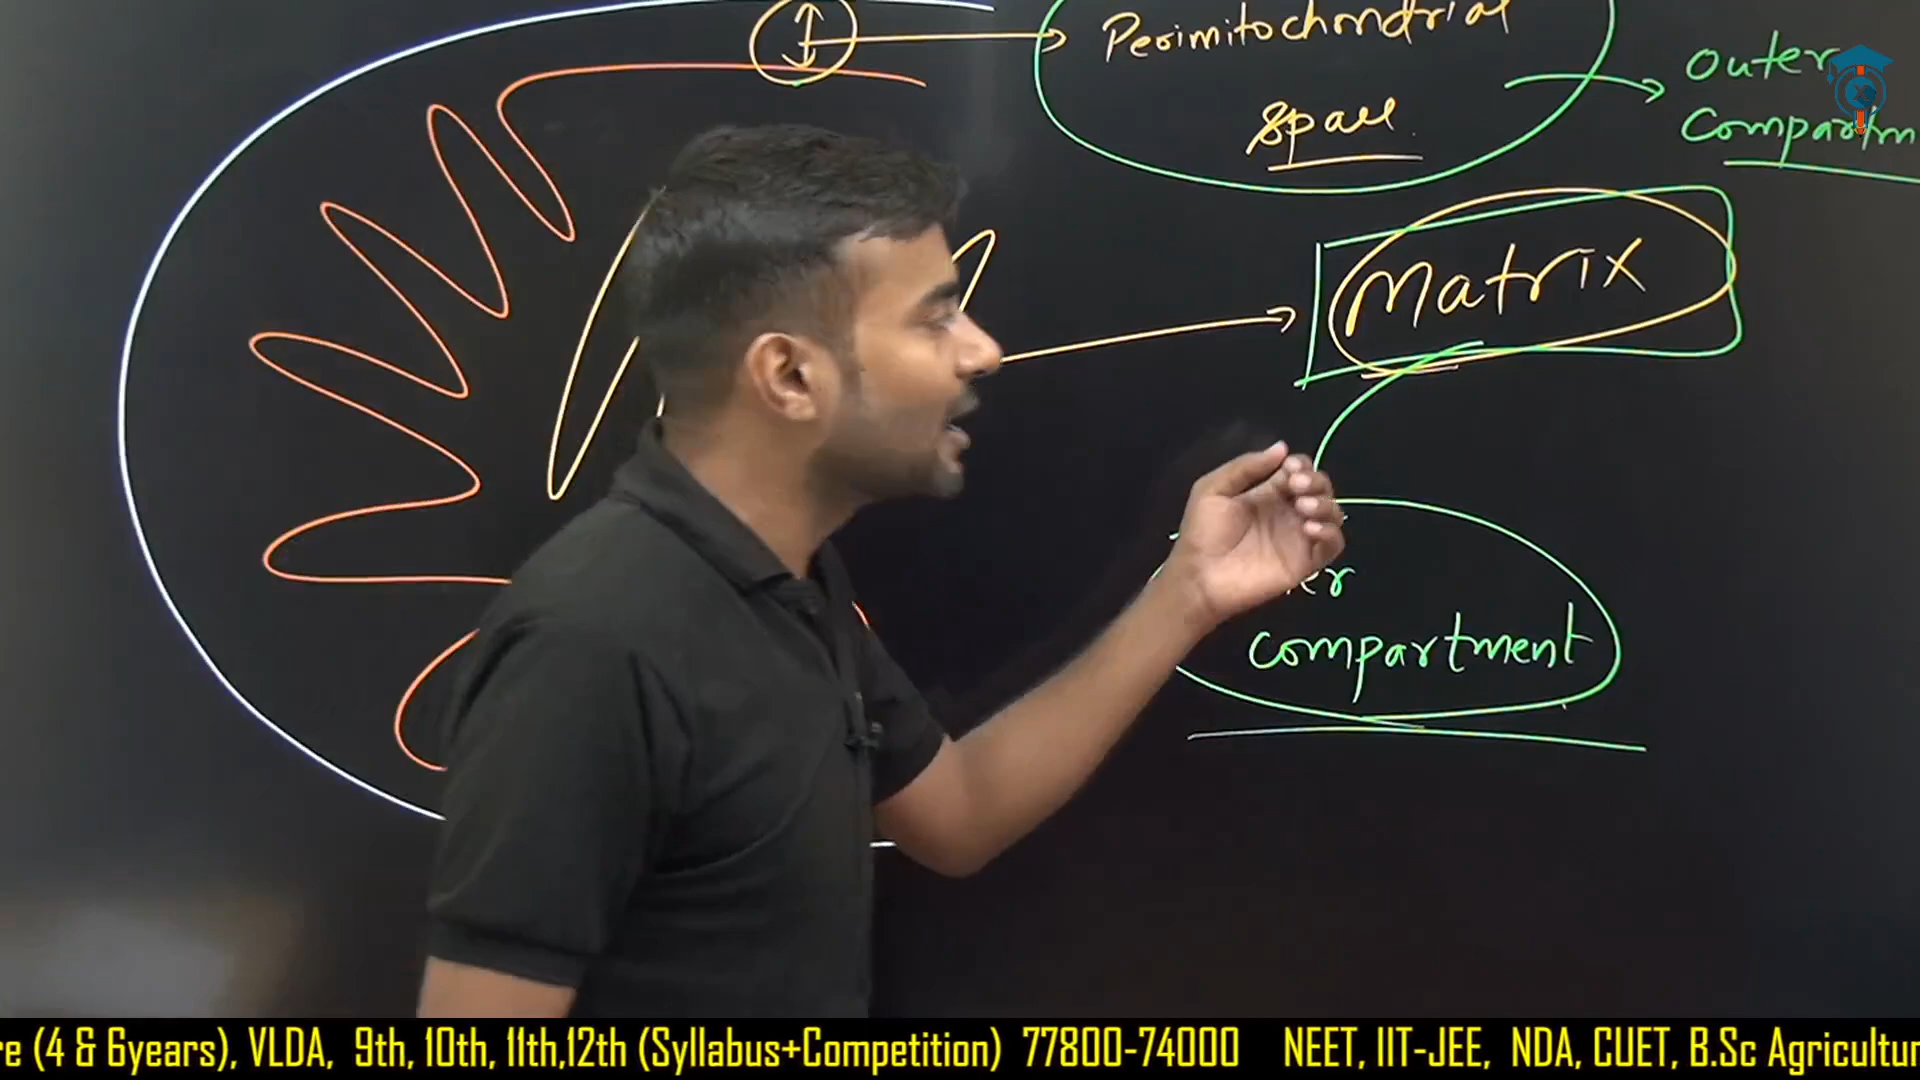 Perimitochondrial
space
outer
Matrix
compartment
re (4 & 6years), VLDA, 9th, 10th, 11th,12th (Syllabus+Competition) 77800-74000 NEET, IIT-JEE, NDA, CUET, B.Sc Agricultur